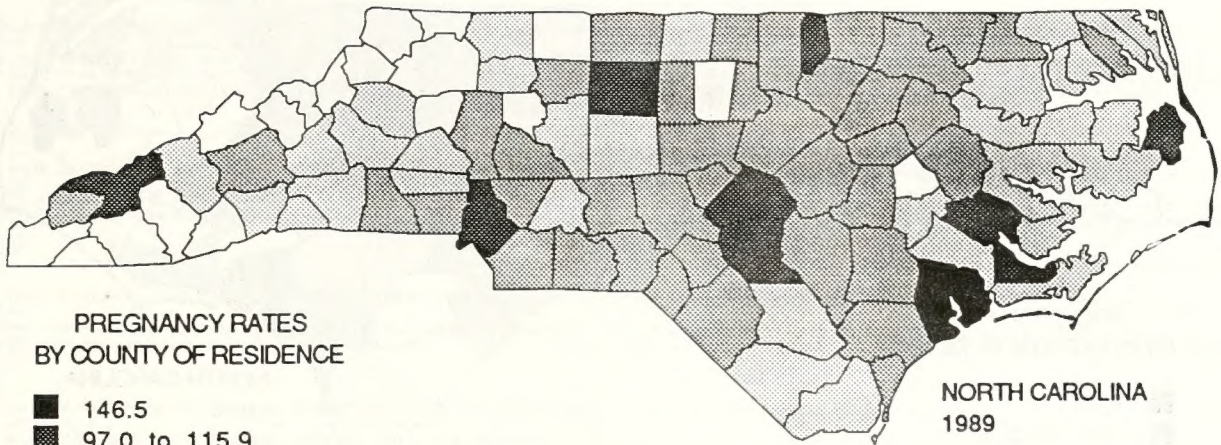 PREGNANCY RATES
BY COUNTY OF RESIDENCE
146.5
97.0 to 115.9
NORTH CAROLINA
1989